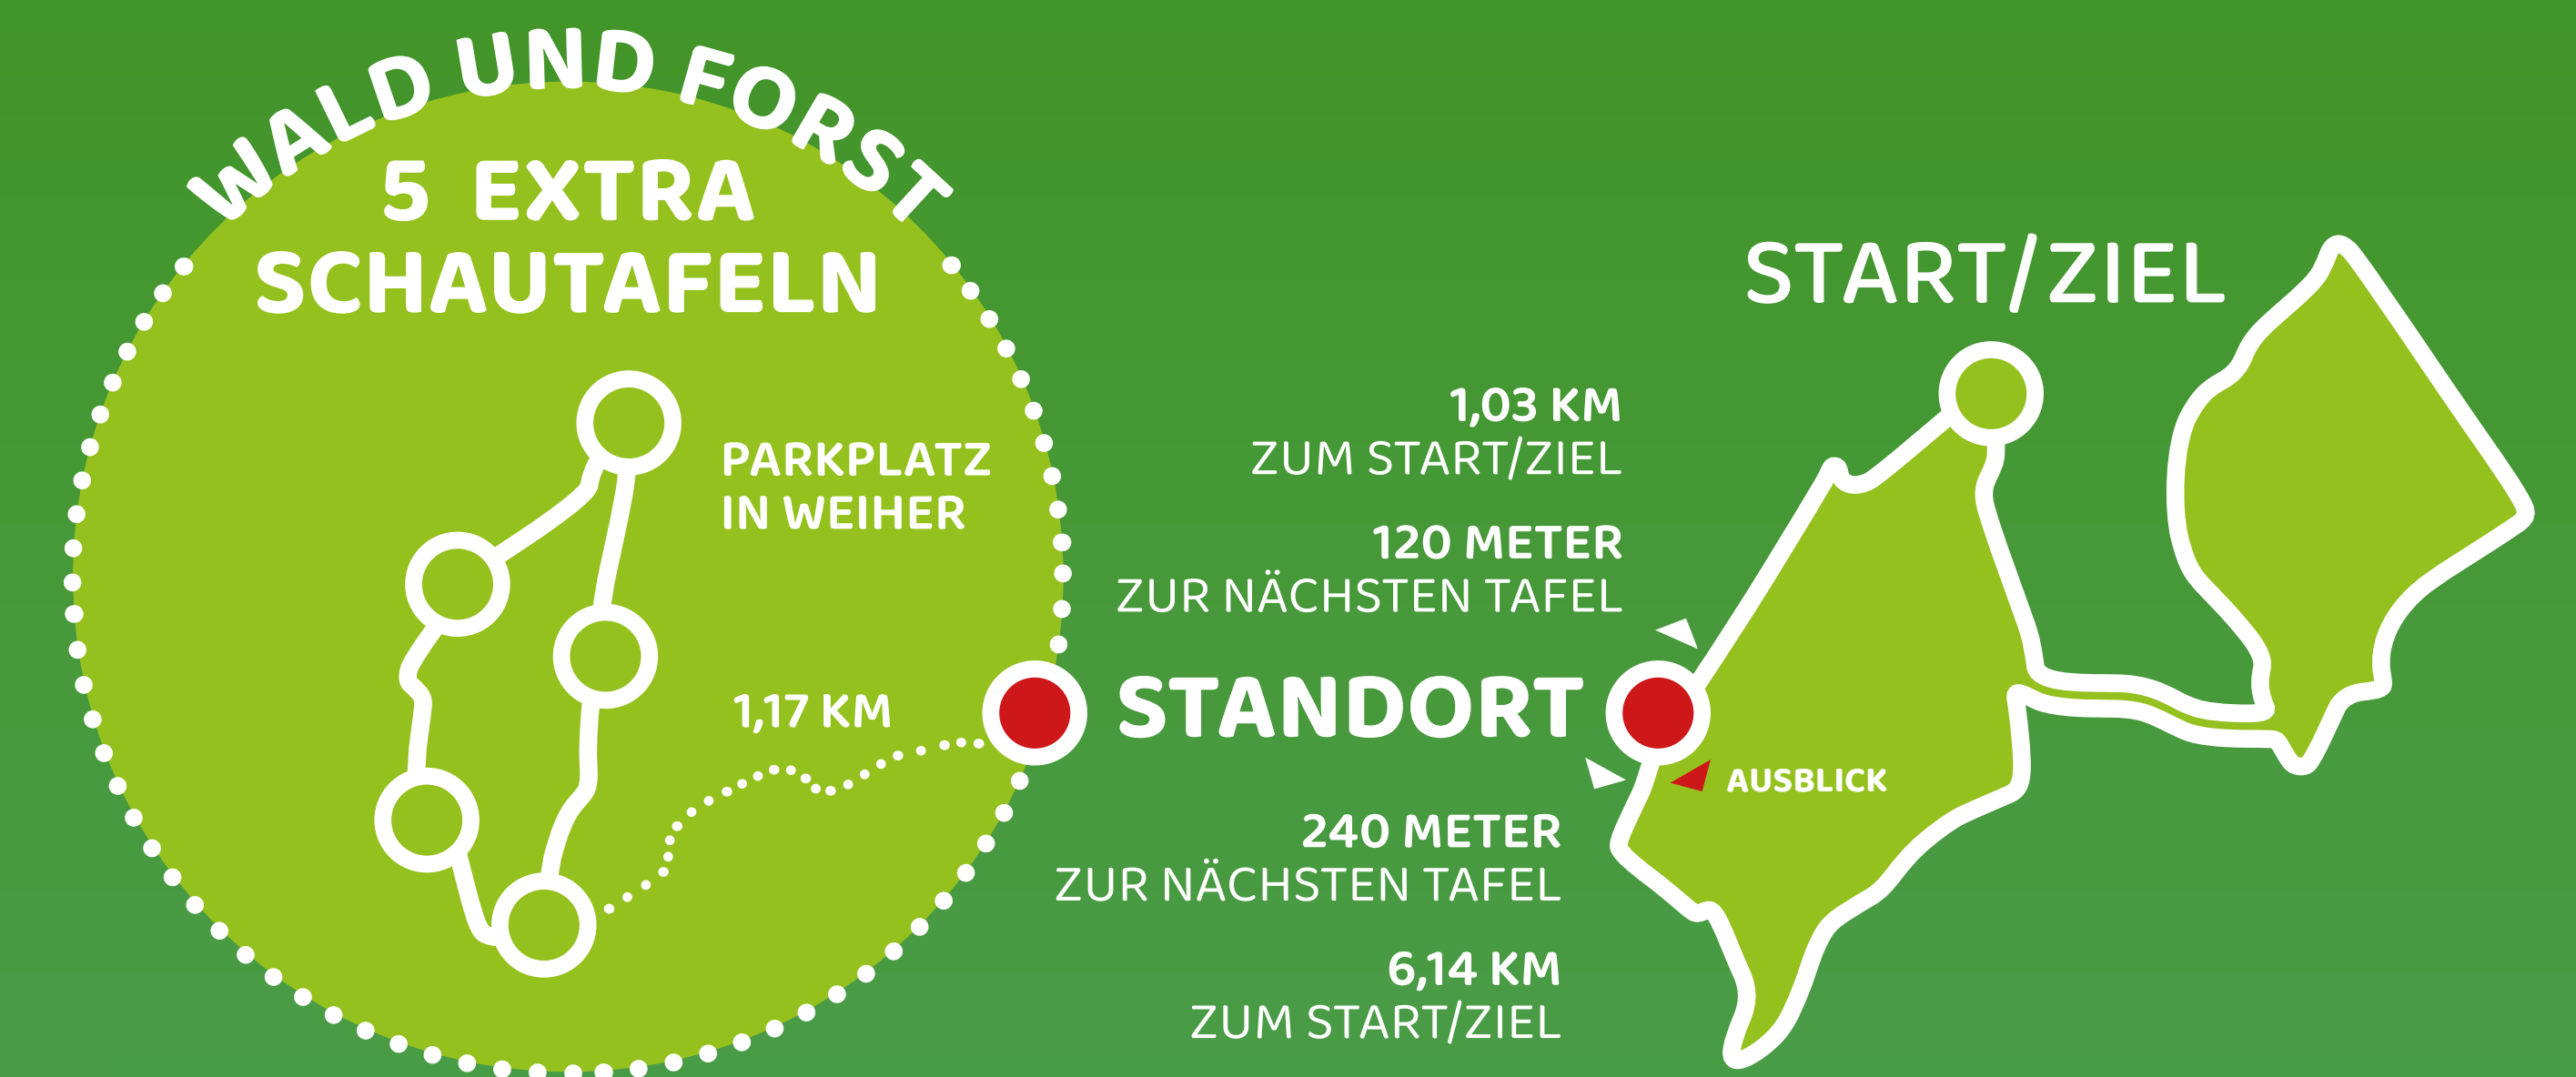 WALD UND FORST
5 EXTRA
SCHAUTAFELN
PARKPLATZ
IN WEIHER
1,17 KM
START/ZIEL
1,03 KM
ZUM START/ZIEL
120 METER
ZUR NÄCHSTEN TAFEL
STANDORT
AUSBLICK
240 METER
ZUR NÄCHSTEN TAFEL
6,14 KM
ZUM START/ZIEL